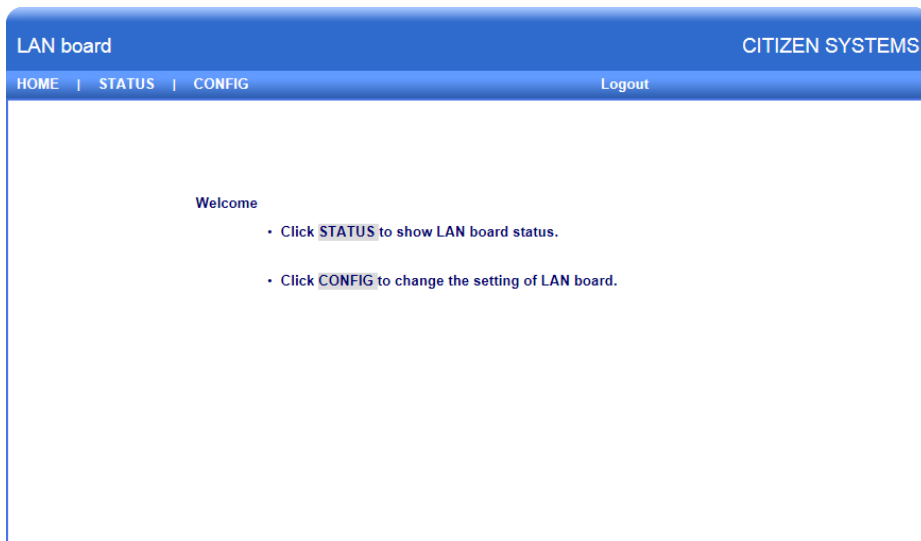 LAN board CITIZEN SYSTEMS
HOME | STATUS | CONFIG Logout
Welcome
• Click STATUS to show LAN board status.
• Click CONFIG to change the setting of LAN board.